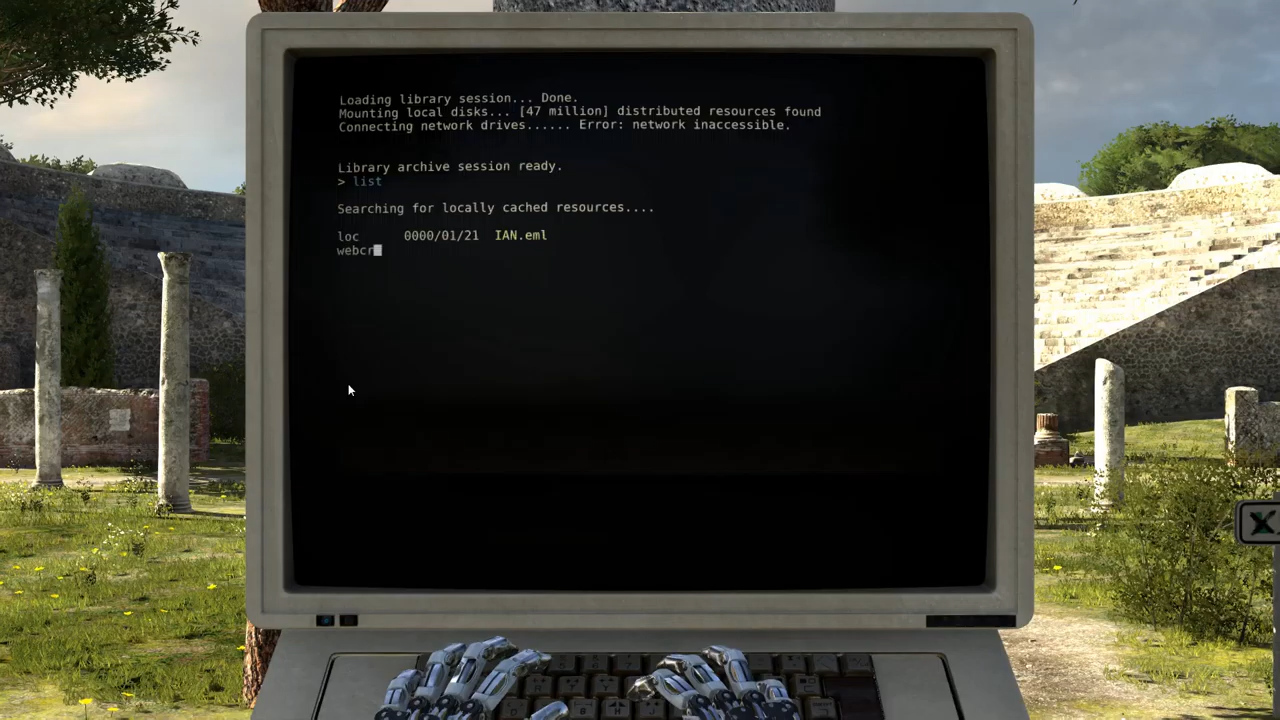 Loading library session... Done.
Mounting local disks... [47 million] distributed resources found
Connecting network drives...... Error: network inaccessible.
Library archive session ready.
> list
Searching for locally cached resources....
loc 0000/01/21 IAN.eml
webcr
X